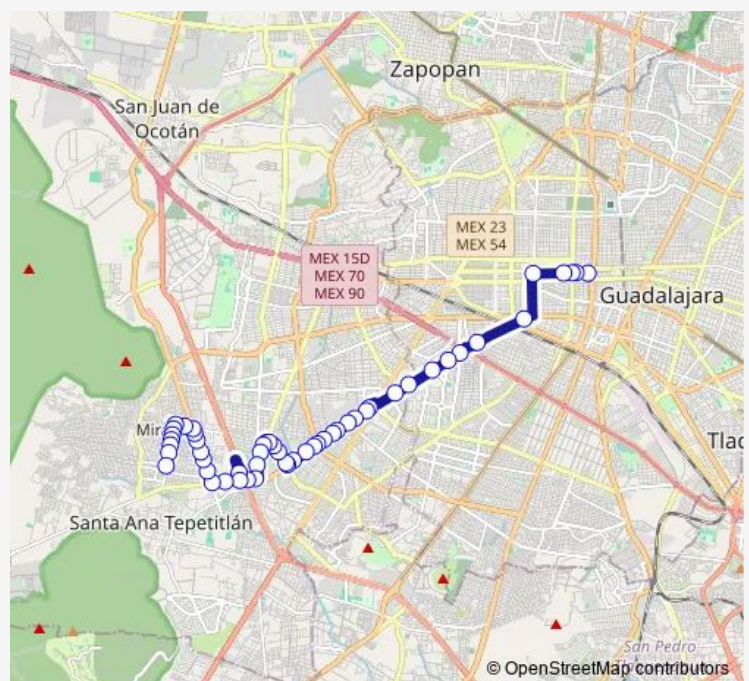 Zapopan
San Juan de
Ocotán
MEX 23
MEX 54
MEX 15D
MEX 70
MEX 90
Guadalajara
Mira
Tlaq
Santa Ana Tepetitlán
San Pedro
© OpenStreetMap contributors